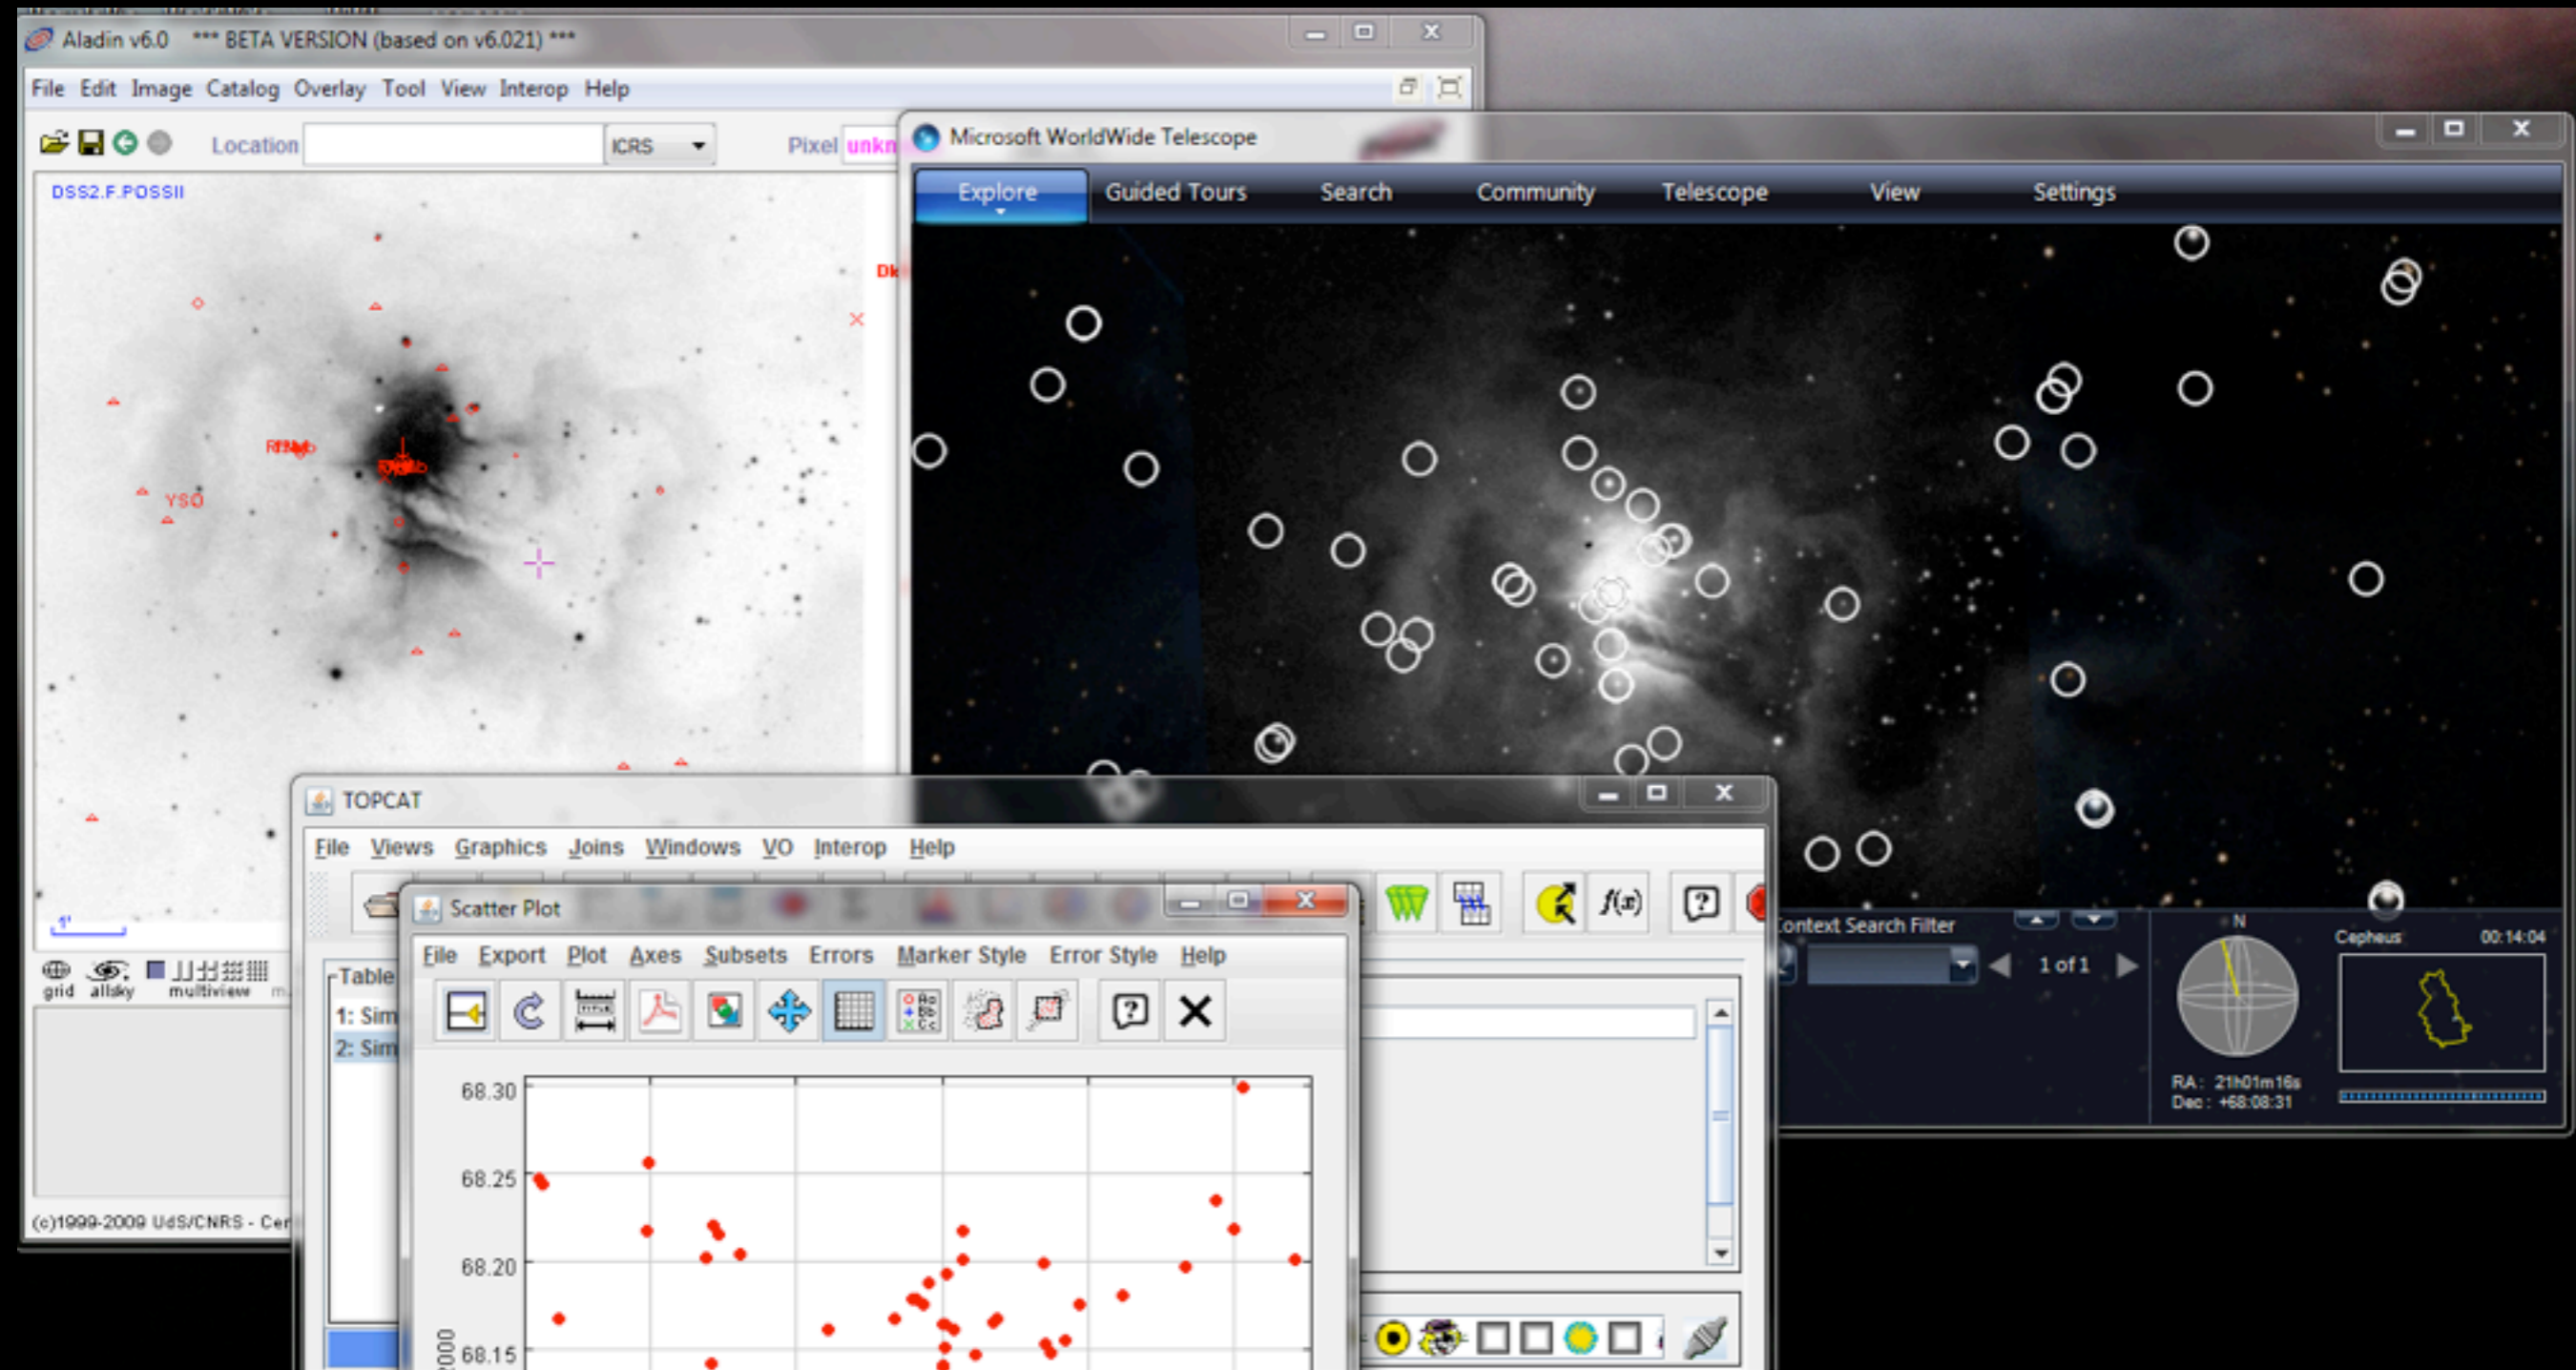 Aladin v6.0 *** BETA VERSION (based on v6.021) ***
File Edit Image Catalog Overlay Tool View Interop Help
Location ICRS Pixel unkn
DSS2.F.POSSII
YSO
1'
grid allsky multiview
(c)1999-2009 UdS/CNRS - Cen
Microsoft WorldWide Telescope
Explore Guided Tours Search Community Telescope View Settings
Context Search Filter
1 of 1
N
Cepheus 00:14:04
RA: 21h01m16s
Dec: +68:08:31
TOPCAT
File Views Graphics Joins Windows VO Interop Help
f(x)
Table
1: Sim
2: Sim
Scatter Plot
File Export Plot Axes Subsets Errors Marker Style Error Style Help
68.30
68.25
68.20
68.15